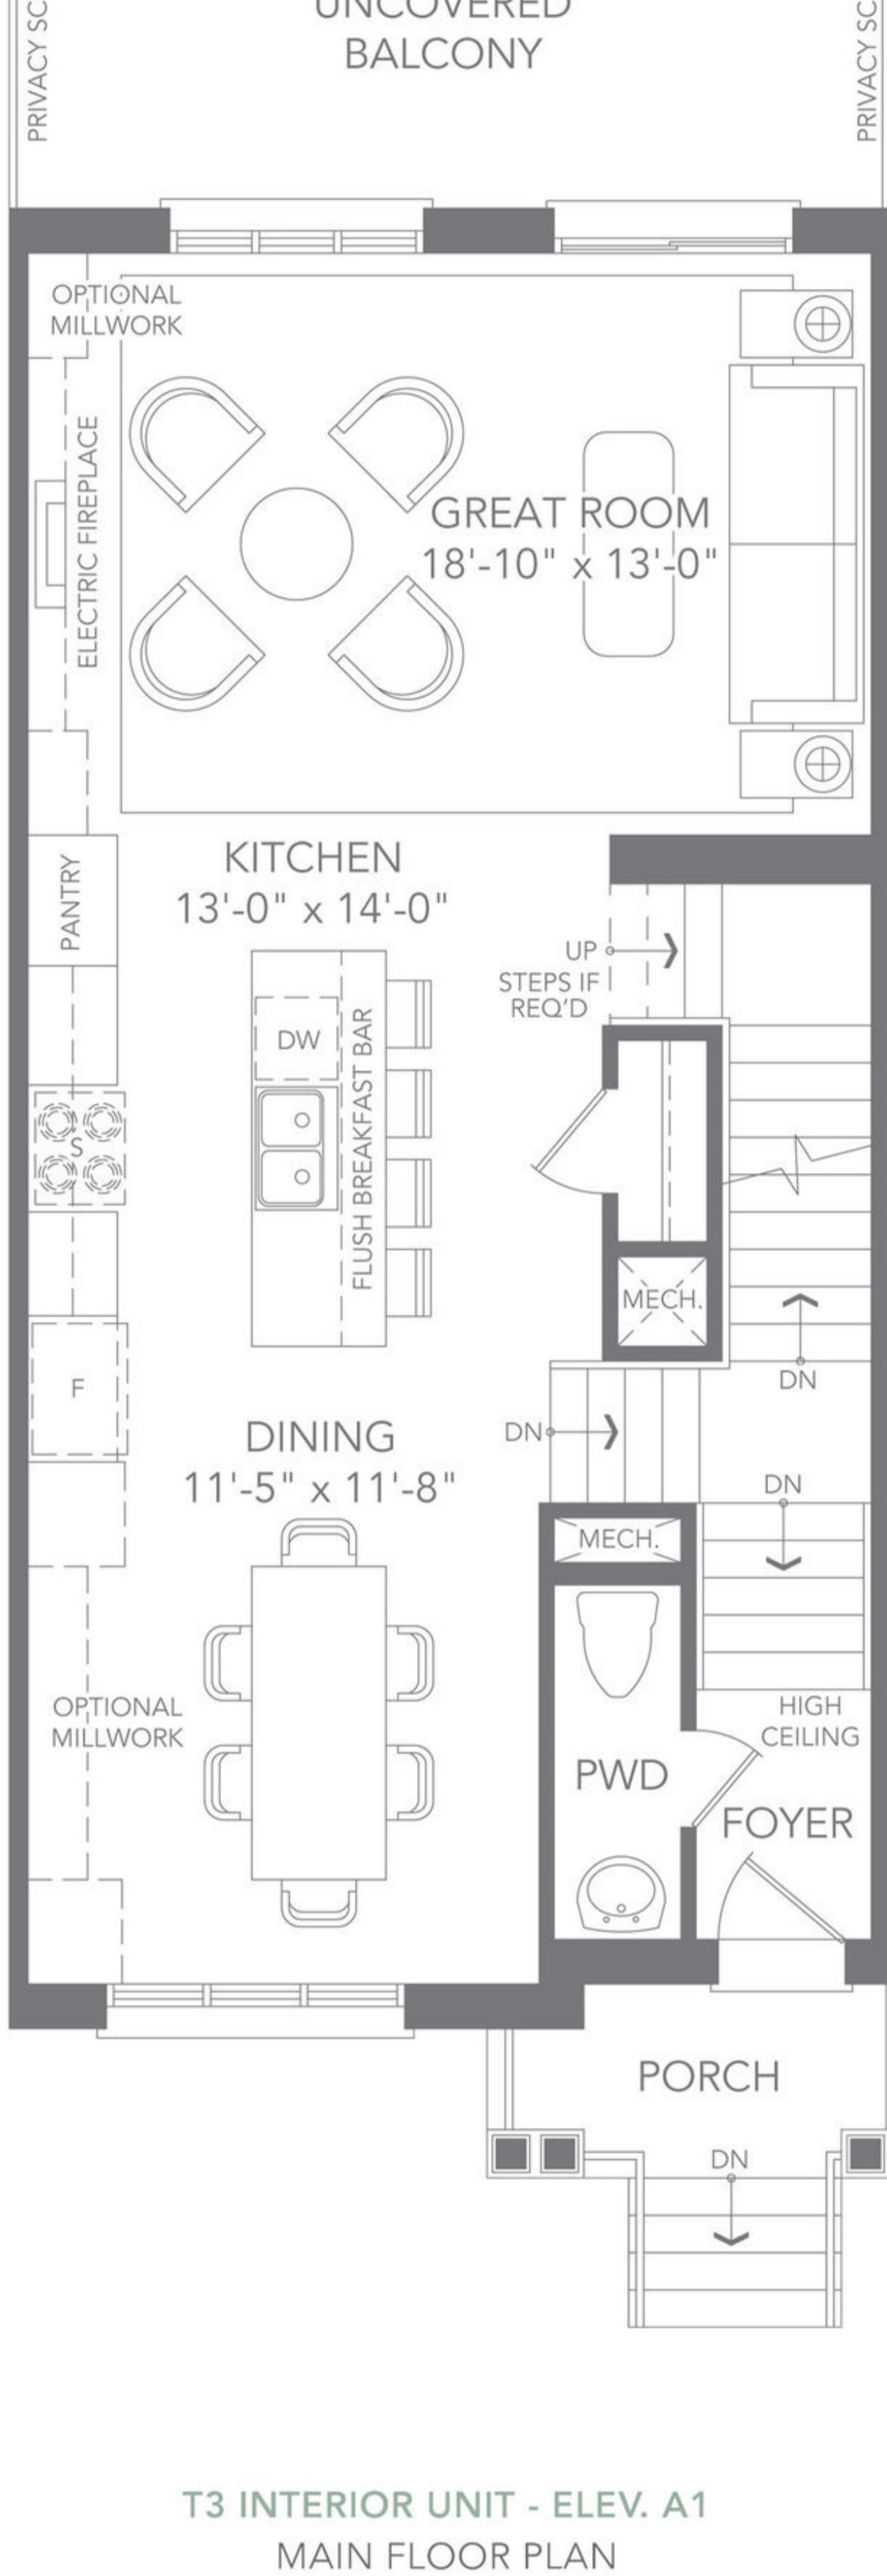 UNCOVERED
BALCONY
PRIVACY SC
PRIVACY SC
OPTIONAL
MILLWORK
ELECTRIC FIREPLACE
GREAT ROOM
18'-10" x 13'-0"
KITCHEN
13'-0" x 14'-0"
PANTRY
UP
STEPS IF
REQ'D
DW
FLUSH BREAKFAST BAR
S
MECH.
F
DN
DINING
11'-5" x 11'-8"
DN
DN
MECH.
OPTIONAL
MILLWORK
HIGH
CEILING
PWD
FOYER
PORCH
DN
T3 INTERIOR UNIT - ELEV. A1
MAIN FLOOR PLAN